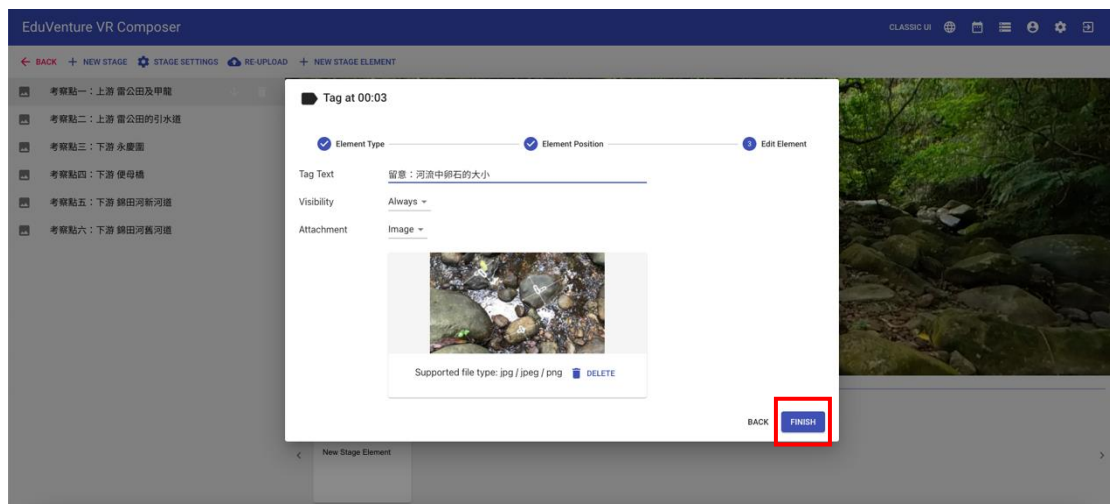 EduVenture VR Composer
CLASSIC UI
BACK + NEW STAGE STAGE SETTINGS RE-UPLOAD + NEW STAGE ELEMENT
考察點一：上游 雷公田及甲龍
考察點二：上游 雷公田的引水道
考察點三：下游 永慶圍
考察點四：下游 便母橋
考察點五：下游 錦田河新河道
考察點六：下游 錦田河舊河道
Tag at 00:03
Element Type
Element Position
3 Edit Element
Tag Text 留意：河流中卵石的大小
Visibility Always
Attachment Image
Supported file type: jpg / jpeg / png DELETE
BACK FINISH
New Stage Element